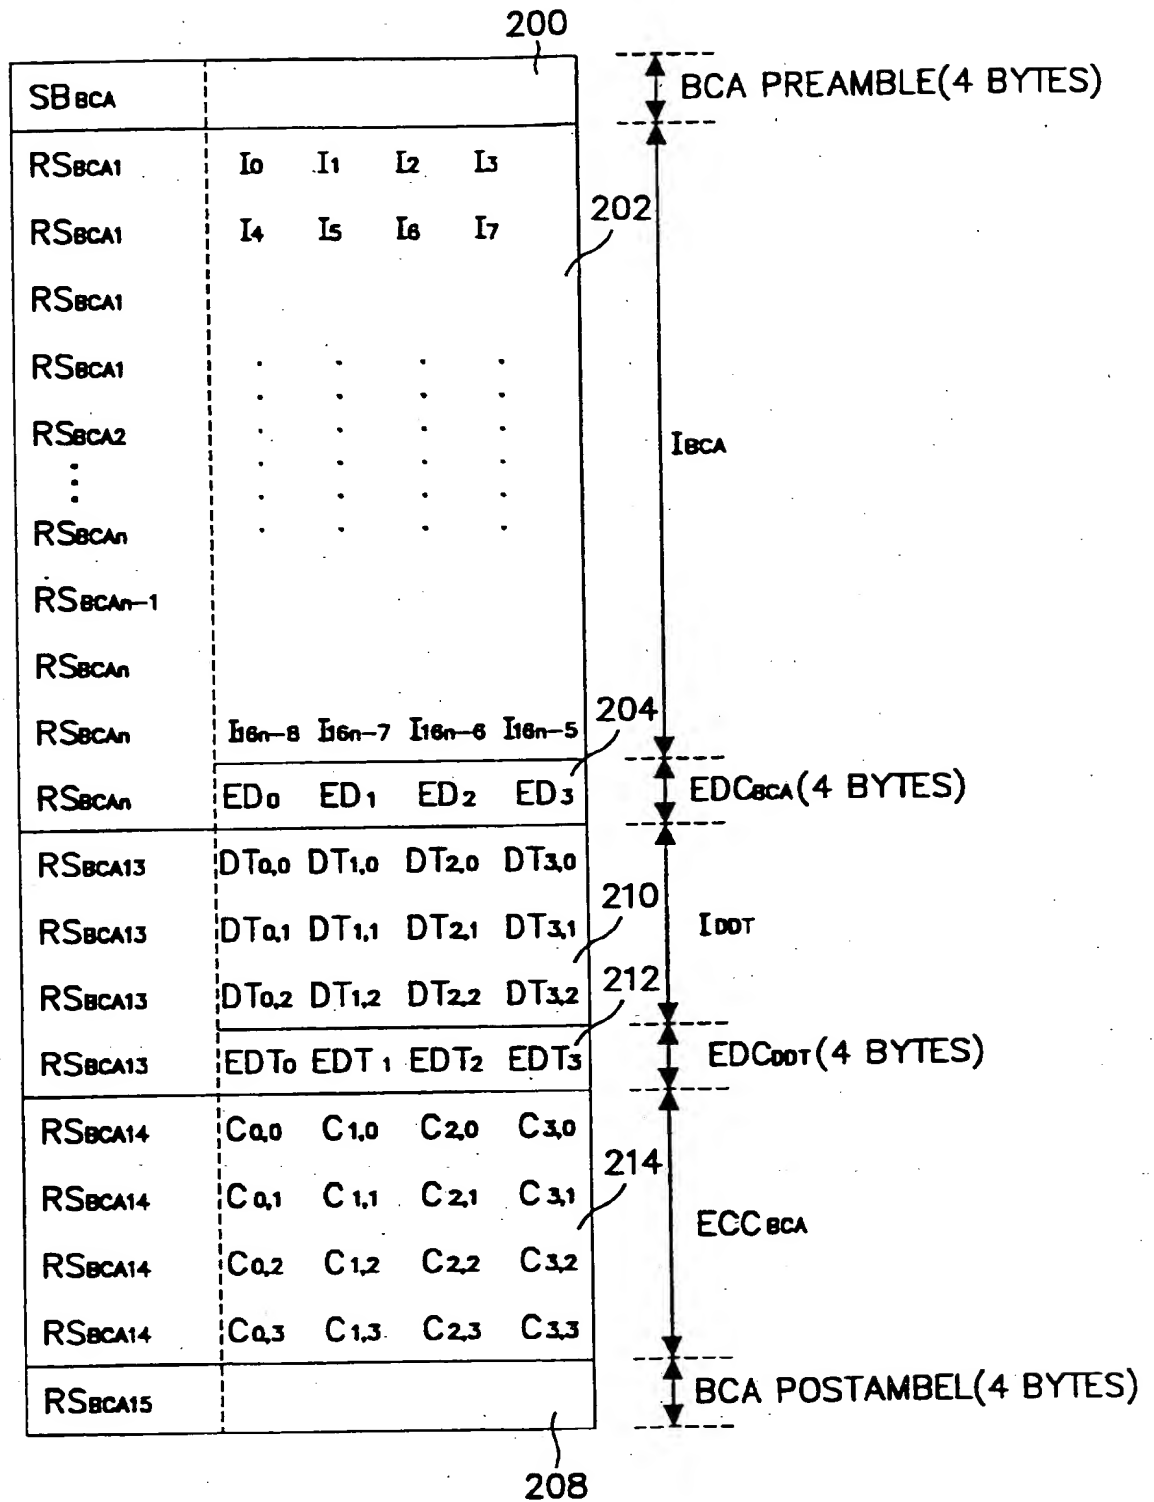 200
SBBCA
BCA PREAMBLE(4 BYTES)
RSBCA1 I0 I1 I2 I3
202
RSBCA1 I4 I5 I6 I7
RSBCA1
RSBCA1 . . . .
. . . .
RSBCA2 . . . .
IBCA
. . . .
. . . .
RSBCAn . . . .
RSBCAn-1
RSBCAn
204
RSBCAn I16n-8 I16n-7 I16n-6 I16n-5
RSBCAn ED0 ED1 ED2 ED3
EDCBCA(4 BYTES)
RSBCA13 DT0,0 DT1,0 DT2,0 DT3,0
210
RSBCA13 DT0,1 DT1,1 DT2,1 DT3,1
IDDT
212
RSBCA13 DT0,2 DT1,2 DT2,2 DT3,2
RSBCA13 EDT0 EDT1 EDT2 EDT3
EDCDDT(4 BYTES)
RSBCA14 C0,0 C1,0 C2,0 C3,0
214
RSBCA14 C0,1 C1,1 C2,1 C3,1
ECCBCA
RSBCA14 C0,2 C1,2 C2,2 C3,2
RSBCA14 C0,3 C1,3 C2,3 C3,3
RSBCA15
BCA POSTAMBEL(4 BYTES)
208